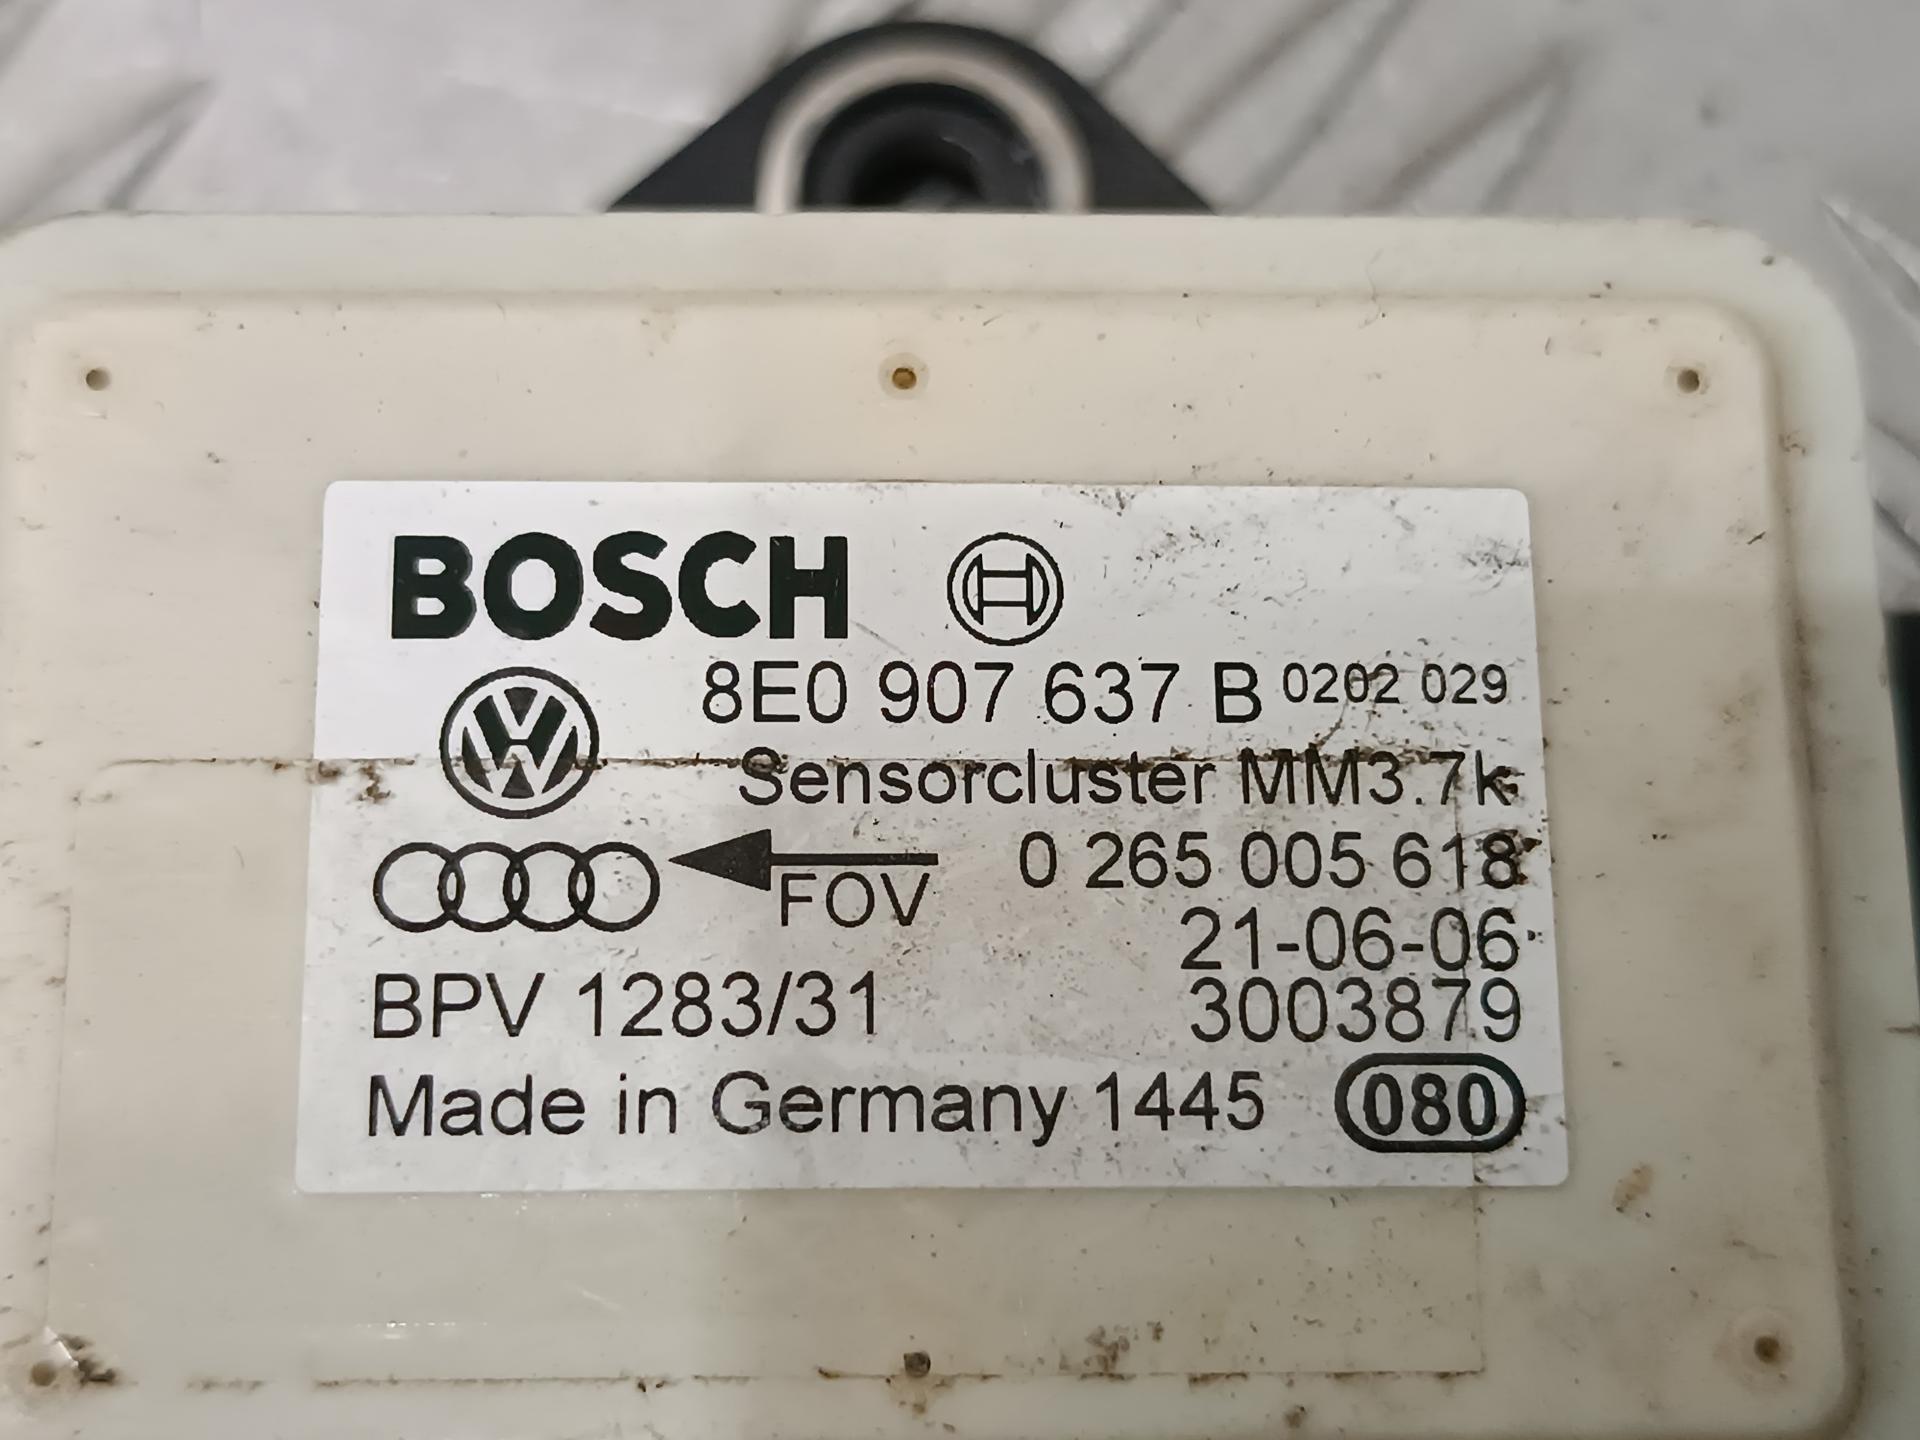 BOSCH
8E0 907 637 B 0202 029
Sensorcluster MM3.7k
0 265 005 618
FOV
21-06-06
BPV 1283/31 3003879
Made in Germany 1445 080